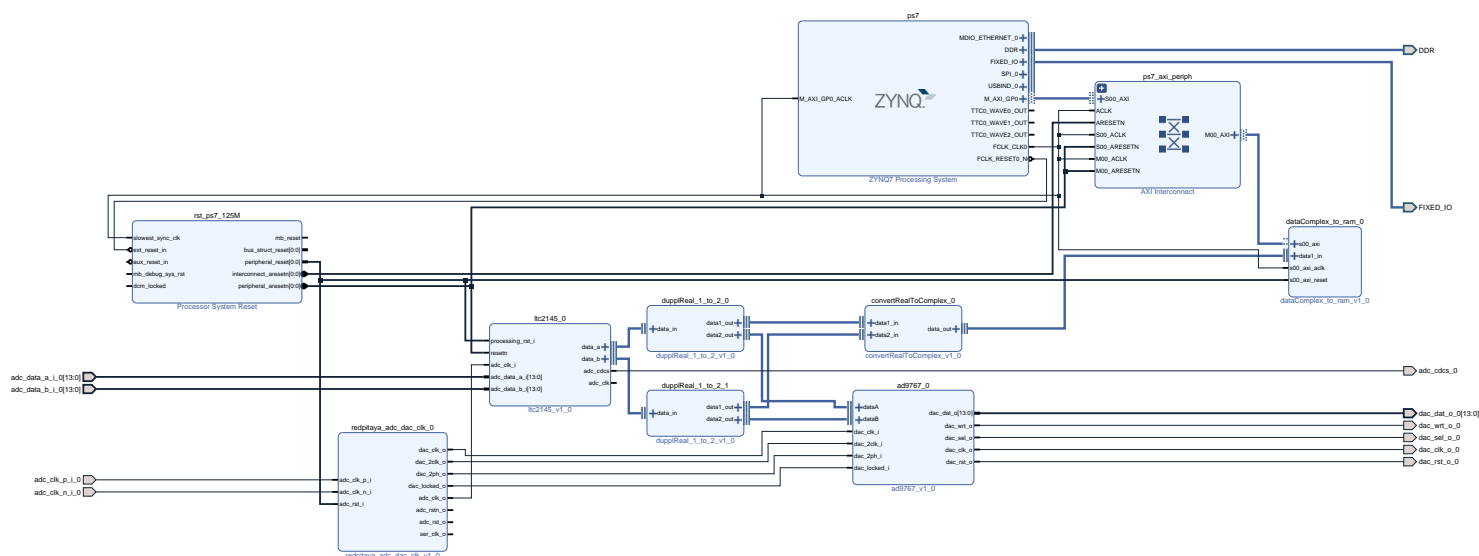 ps7
MDIO_ETHERNET_0
DDR
FIXED_IO
SPI_0
USBIND_0
M_AXI_GP0
TTC0_WAVE0_OUT
TTC0_WAVE1_OUT
TTC0_WAVE2_OUT
FCLK_CLK0
FCLK_RESET0_N
M_AXI_GP0_ACLK
ZYNQ
ZYNQ7 Processing System
DDR
ps7_axi_periph
S00_AXI
ACLK
ARESETN
S00_ACLK
S00_ARESETN
M00_ACLK
M00_ARESETN
M00_AXI
AXI Interconnect
FIXED_IO
rst_ps7_125M
slowest_sync_clk
ext_reset_in
aux_reset_in
mb_debug_sys_rst
dcm_locked
mb_reset
bus_struct_reset[0:0]
peripheral_reset[0:0]
interconnect_aresetn[0:0]
peripheral_aresetn[0:0]
Processor System Reset
dataComplex_to_ram_0
s00_axi
data1_in
s00_axi_aclk
s00_axi_reset
dataComplex_to_ram_v1_0
ltc2145_0
processing_rst_i
resetn
adc_clk_i
adc_data_a_i[13:0]
adc_data_b_i[13:0]
data_a
data_b
adc_cdcs
adc_clk
ltc2145_v1_0
dupplReal_1_to_2_0
data_in
data1_out
data2_out
dupplReal_1_to_2_v1_0
convertRealToComplex_0
data1_in
data2_in
data_out
convertRealToComplex_v1_0
adc_data_a_i_0[13:0]
adc_data_b_i_0[13:0]
adc_cdcs_0
dupplReal_1_to_2_1
data_in
data1_out
data2_out
dupplReal_1_to_2_v1_0
ad9767_0
dataA
dataB
dac_clk_i
dac_2clk_i
dac_2ph_i
dac_locked_i
dac_dat_o[13:0]
dac_wrt_o
dac_sel_o
dac_clk_o
dac_rst_o
ad9767_v1_0
dac_dat_o_0[13:0]
dac_wrt_o_0
dac_sel_o_0
dac_clk_o_0
dac_rst_o_0
redpitaya_adc_dac_clk_0
adc_clk_p_i
adc_clk_n_i
adc_rst_i
dac_clk_o
dac_2clk_o
dac_2ph_o
dac_locked_o
adc_clk_o
adc_rstn_o
adc_rst_o
ser_clk_o
redpitaya_adc_dac_clk_v1_0
adc_clk_p_i_0
adc_clk_n_i_0